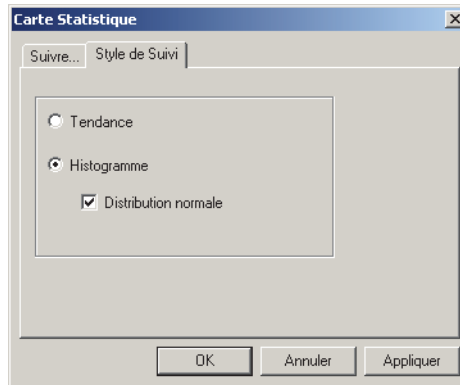 Carte Statistique
Suivre... Style de Suivi
Tendance
Histogramme
Distribution normale
OK Annuler Appliquer